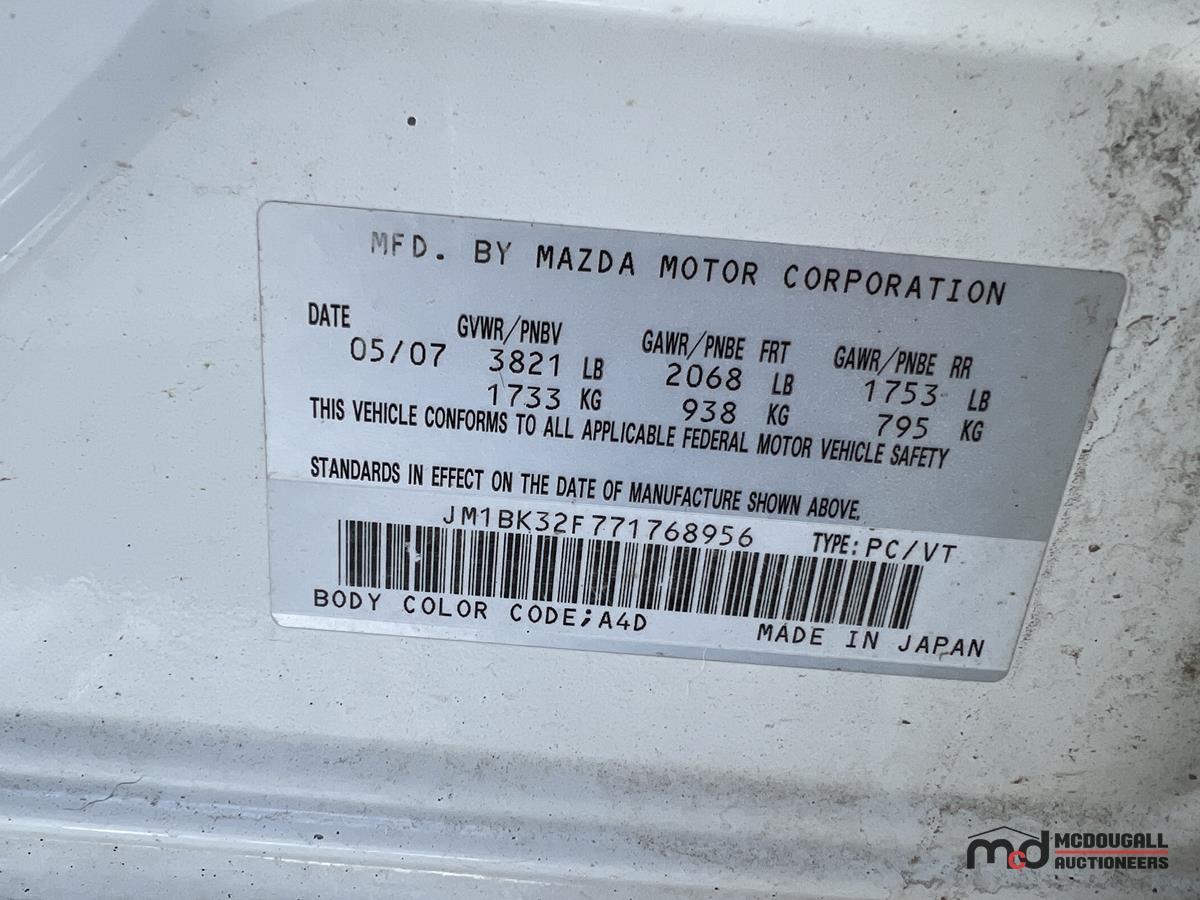 MFD. BY MAZDA MOTOR CORPORATION
DATE GVWR/PNBV GAWR/PNBE FRT GAWR/PNBE RR
05/07 3821 LB 2068 LB 1753 LB
1733 KG 938 KG 795 KG
THIS VEHICLE CONFORMS TO ALL APPLICABLE FEDERAL MOTOR VEHICLE SAFETY
STANDARDS IN EFFECT ON THE DATE OF MANUFACTURE SHOWN ABOVE.
JM1BK32F771768956 TYPE: PC/VT
BODY COLOR CODE;A4D MADE IN JAPAN
mcd MCDOUGALL
AUCTIONEERS